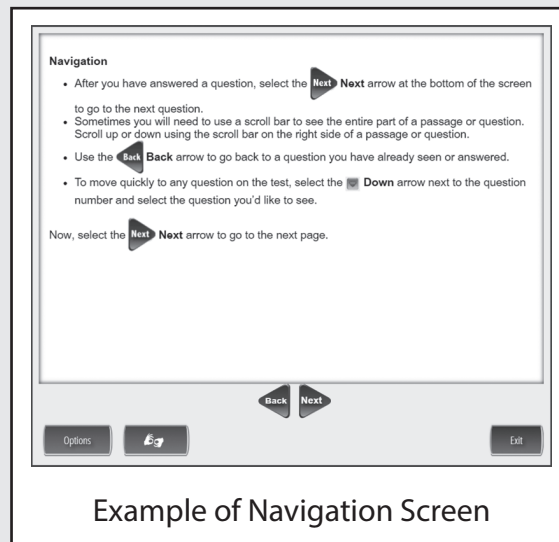 Navigation
• After you have answered a question, select the Next Next arrow at the bottom of the screen
to go to the next question.
• Sometimes you will need to use a scroll bar to see the entire part of a passage or question.
Scroll up or down using the scroll bar on the right side of a passage or question.
• Use the Back Back arrow to go back to a question you have already seen or answered.
• To move quickly to any question on the test, select the Down arrow next to the question
number and select the question you'd like to see.
Now, select the Next Next arrow to go to the next page.
Back Next
Options Exit
Example of Navigation Screen